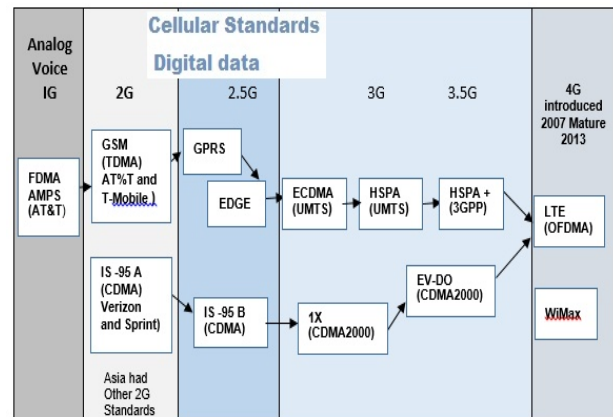 Cellular Standards
Digital data
Analog
Voice
IG
2G
2.5G
3G
3.5G
4G
introduced
2007 Mature
2013
FDMA
AMPS
(AT&T)
GSM
(TDMA)
AT%T and
T-Mobile.)
GPRS
EDGE
ECDMA
(UMTS)
HSPA
(UMTS)
HSPA +
(3GPP)
LTE
(OFDMA)
IS -95 A
(CDMA)
Verizon
and Sprint)
IS -95 B
(CDMA)
1X
(CDMA2000)
EV-DO
(CDMA2000)
WiMax
Asia had
Other 2G
Standards